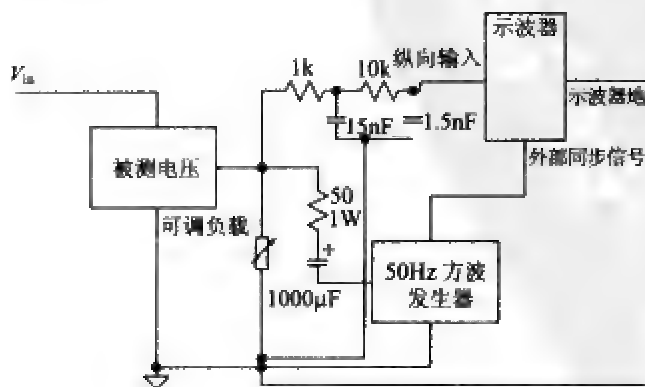 示波器
1k
10k
纵向输入
V_in
15nF
1.5nF
示波器地
外部同步信号
被测电压
可调负载
50
1W
+
1000μF
50Hz 方波
发生器